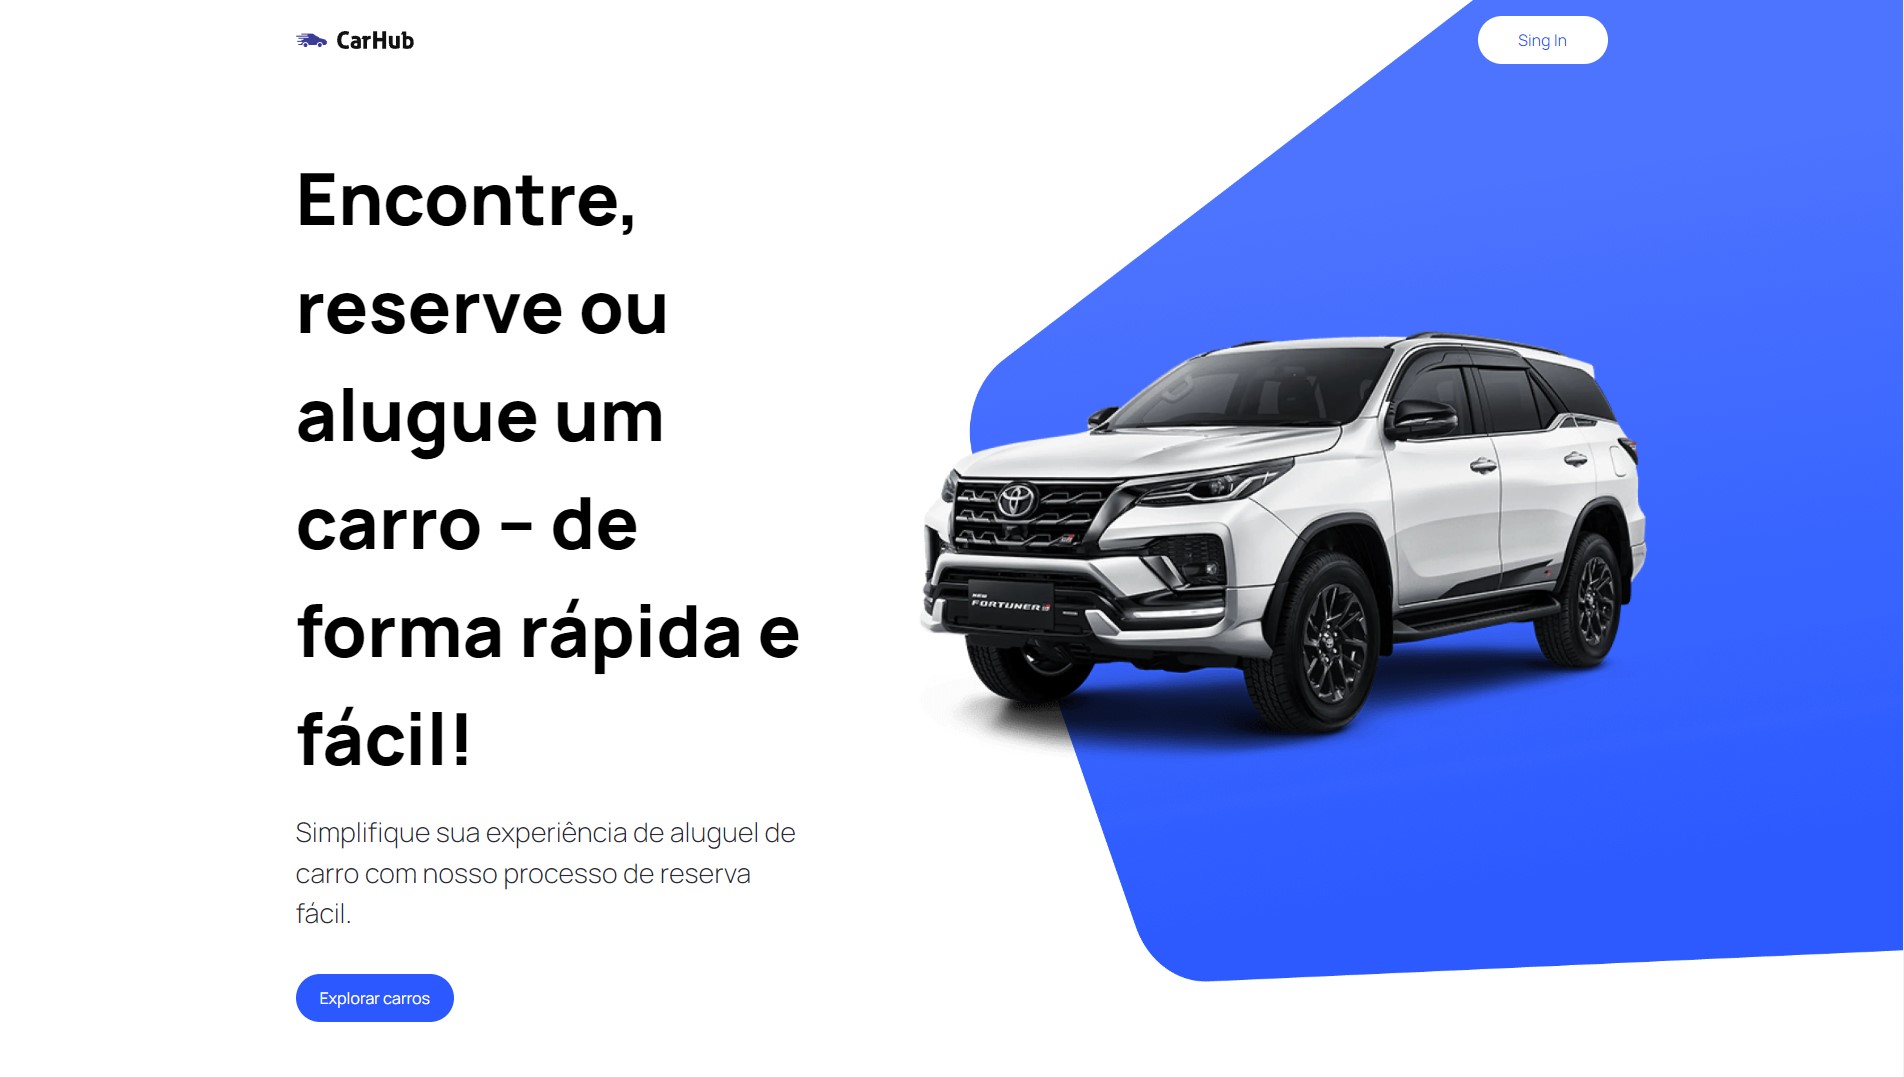 CarHub
Sing In
Encontre,
reserve ou
alugue um
carro – de
forma rápida e
fácil!
Simplifique sua experiência de aluguel de
carro com nosso processo de reserva
fácil.
Explorar carros
NEW
FORTUNER